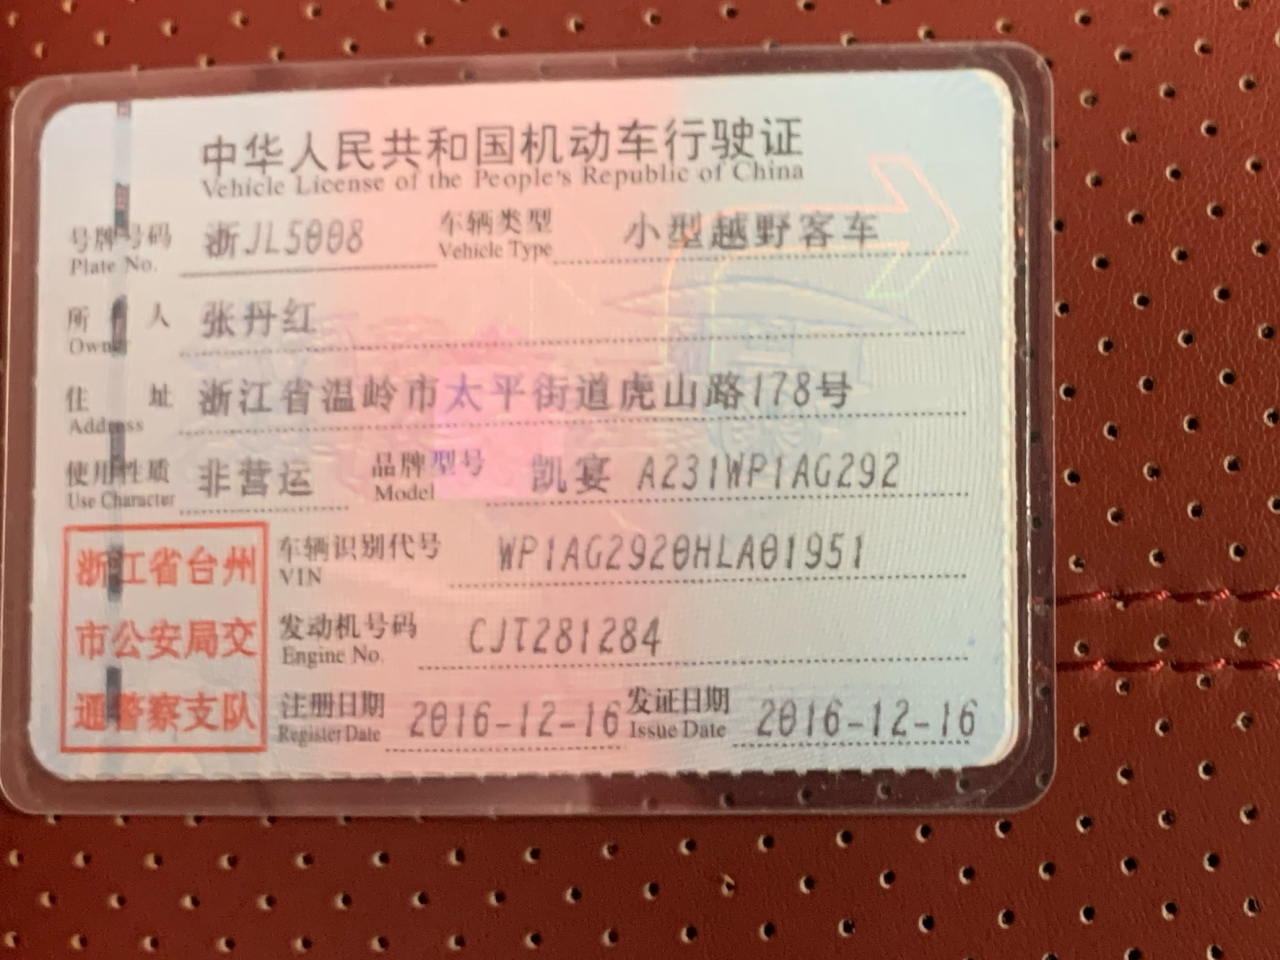 中华人民共和国机动车行驶证
Vehicle License of the People's Republic of China
号牌号码 浙JL5008 车辆类型 小型越野客车
Plate No. Vehicle Type
所 有 人 张丹红
Owner
住 址 浙江省温岭市太平街道虎山路178号
Address
使用性质 非营运 品牌型号 凯宴 A231WP1AG292
Use Character Model
浙江省台州 车辆识别代号 WP1AG2920HLA01951
VIN
市公安局交 发动机号码 CJT281284
Engine No.
通警察支队 注册日期 2016-12-16 发证日期 2016-12-16
Register Date Issue Date